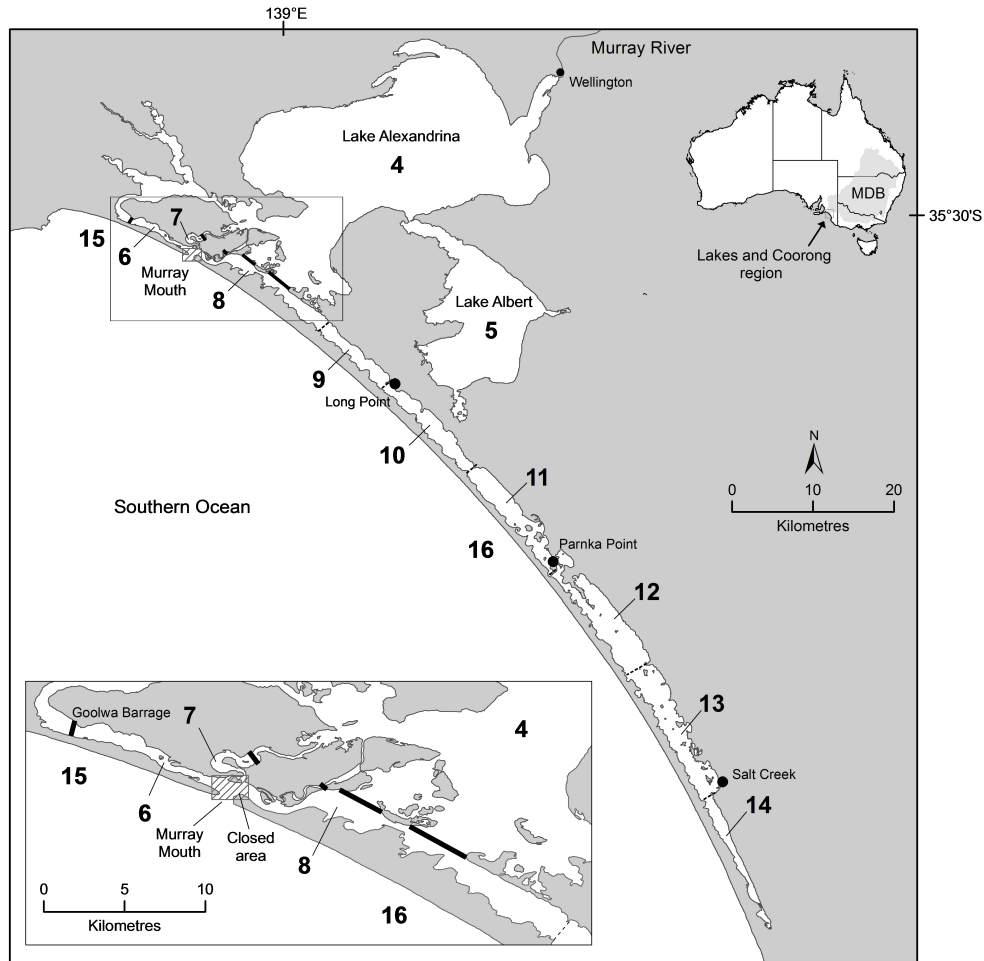 139°E
Murray River
Wellington
Lake Alexandrina
4
MDB
35°30'S
Lakes and Coorong
region
15
7
6
Murray
Mouth
8
Lake Albert
5
9
Long Point
10
11
N
0 10 20
Kilometres
Southern Ocean
16
Parnka Point
12
13
Salt Creek
14
Goolwa Barrage
7
4
15
6
Murray
Mouth
Closed
area
8
16
0 5 10
Kilometres